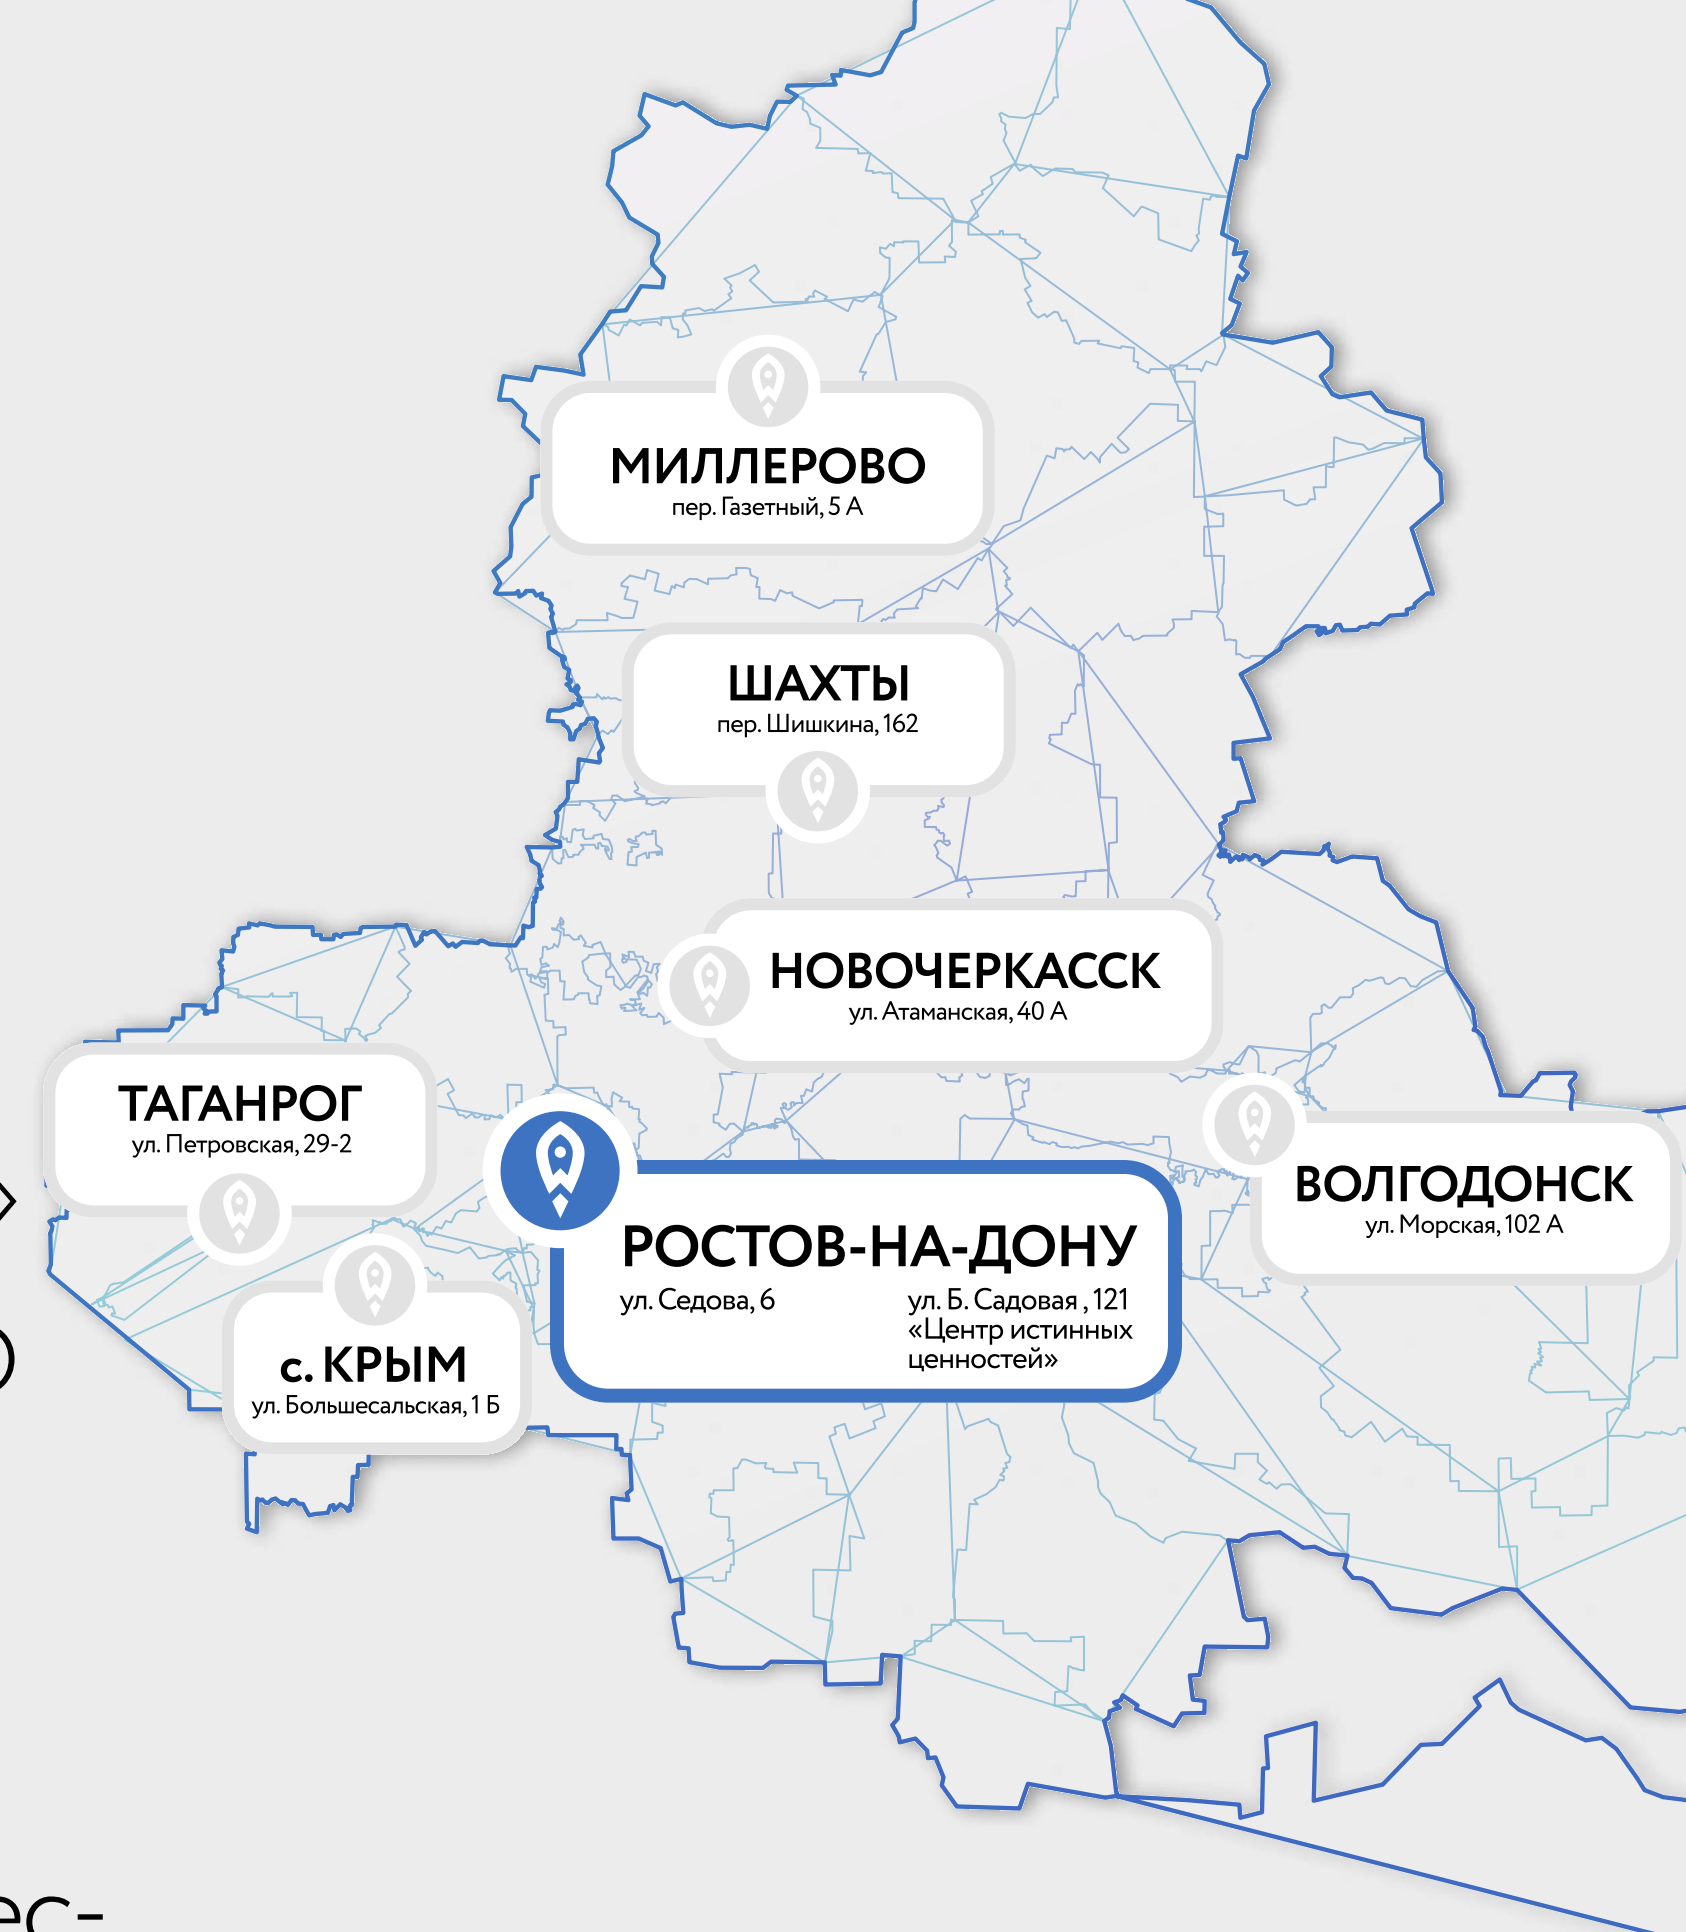 МИЛЛЕРОВО
пер. Газетный, 5 А
ШАХТЫ
пер. Шишкина, 162
НОВОЧЕРКАССК
ул. Атаманская, 40 А
ТАГАНРОГ
ул. Петровская, 29-2
ВОЛГОДОНСК
ул. Морская, 102 А
РОСТОВ-НА-ДОНУ
ул. Седова, 6
ул. Б. Садовая , 121
«Центр истинных
ценностей»
с. КРЫМ
ул. Большесальская, 1 Б
ес-